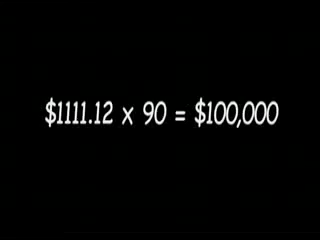 $1111.12 x 90 = $100,000